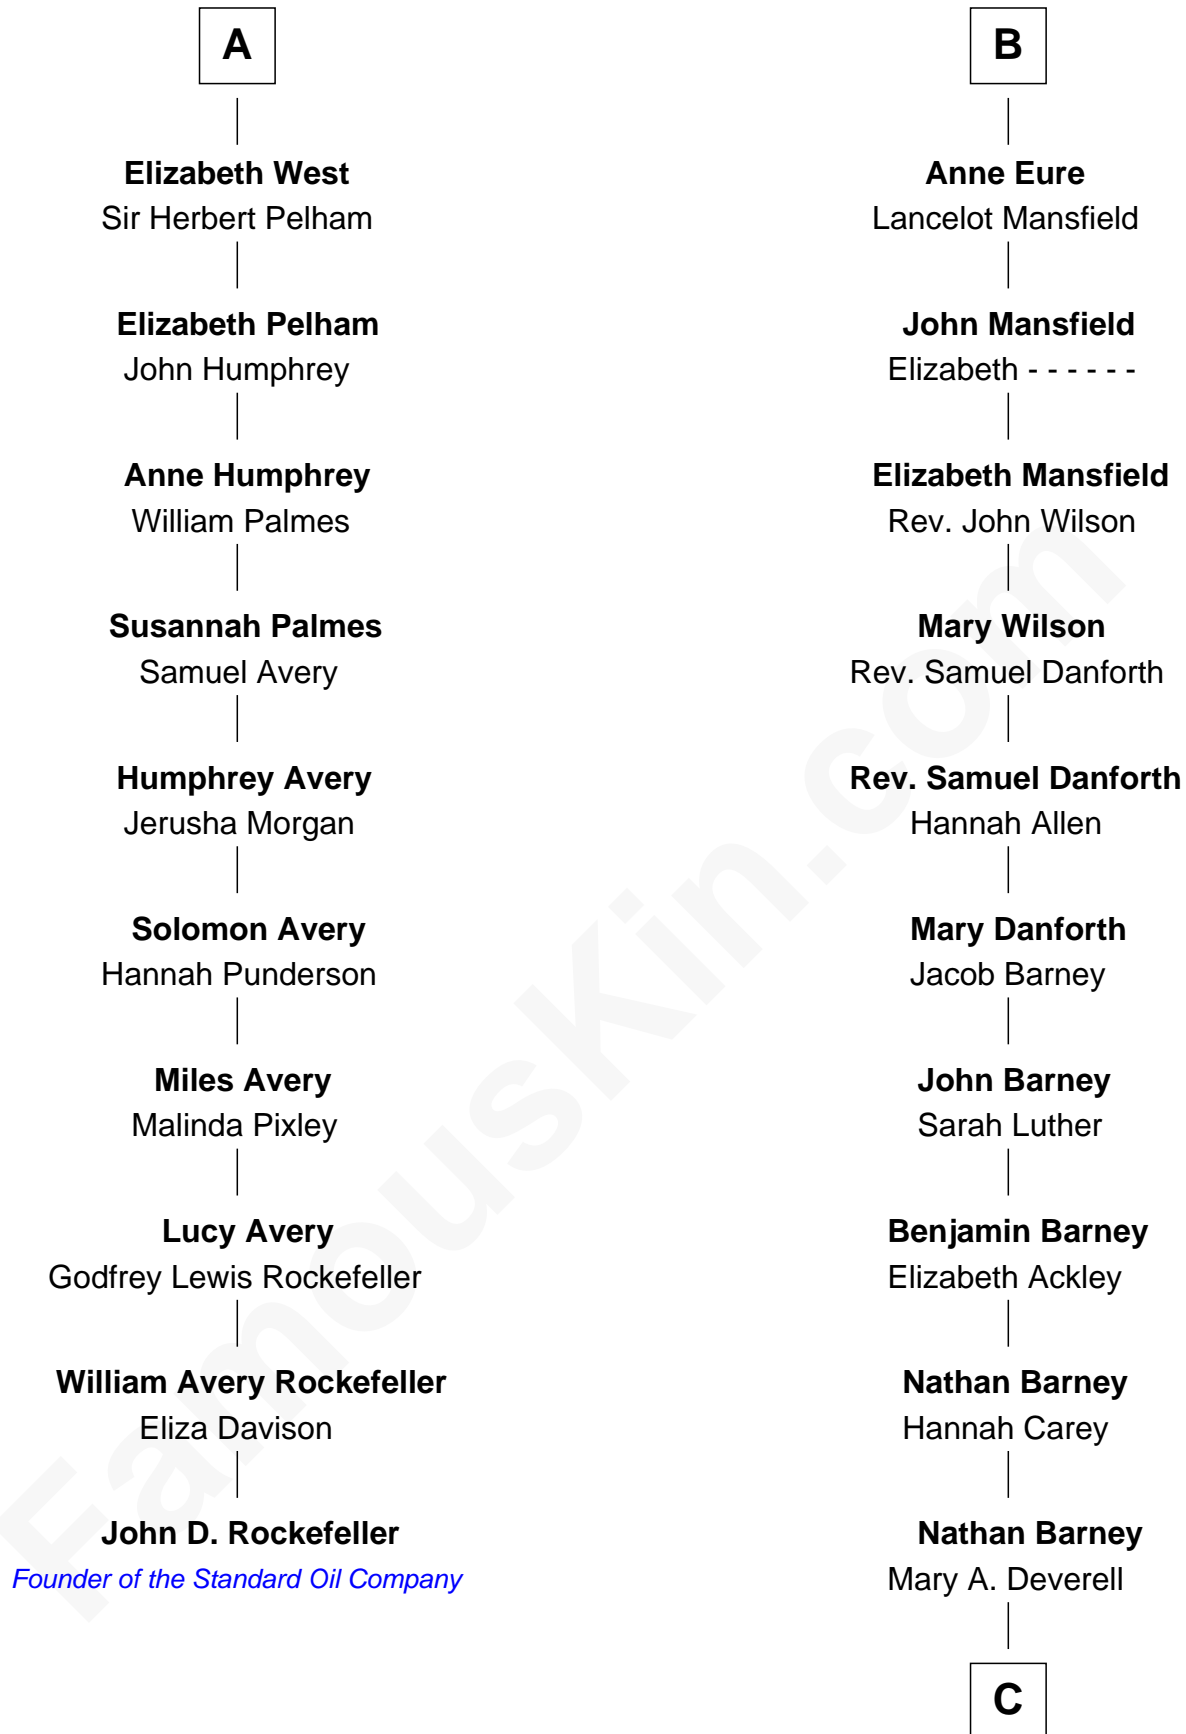 A
Elizabeth West
Sir Herbert Pelham
Elizabeth Pelham
John Humphrey
Anne Humphrey
William Palmes
Susannah Palmes
Samuel Avery
Humphrey Avery
Jerusha Morgan
Solomon Avery
Hannah Punderson
Miles Avery
Malinda Pixley
Lucy Avery
Godfrey Lewis Rockefeller
William Avery Rockefeller
Eliza Davison
John D. Rockefeller
Founder of the Standard Oil Company
B
Anne Eure
Lancelot Mansfield
John Mansfield
Elizabeth - - - - - -
Elizabeth Mansfield
Rev. John Wilson
Mary Wilson
Rev. Samuel Danforth
Rev. Samuel Danforth
Hannah Allen
Mary Danforth
Jacob Barney
John Barney
Sarah Luther
Benjamin Barney
Elizabeth Ackley
Nathan Barney
Hannah Carey
Nathan Barney
Mary A. Deverell
C
FamousKin.com